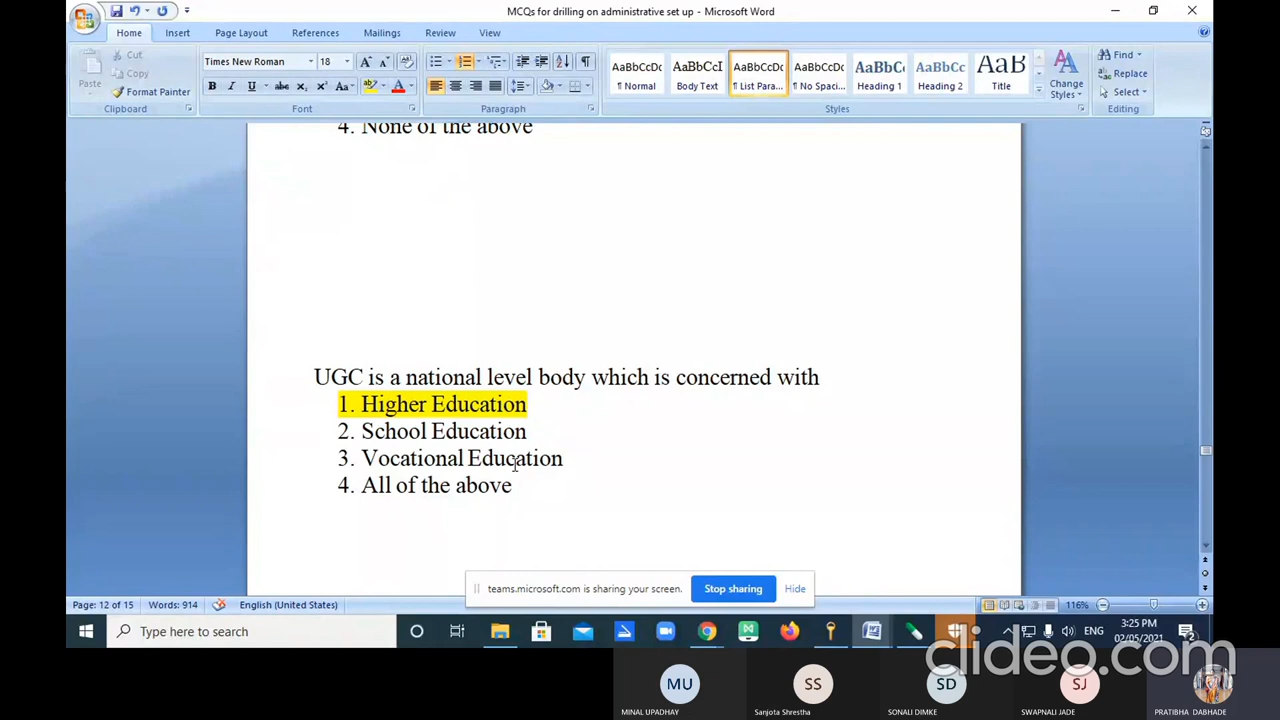 MCQs for drilling on administrative set up - Microsoft Word
Home Insert Page Layout References Mailings Review View
Cut
Copy
Paste
Format Painter
Clipboard
Times New Roman 18
Font
Paragraph
AaBbCcDc AaBbCcI AaBbCcDc AaBbCcDc AaBbC AaBbCc AaB
¶ Normal Body Text ¶ List Para... ¶ No Spaci... Heading 1 Heading 2 Title
Change Styles
Styles
Find
Replace
Select
Editing
4. None of the above
UGC is a national level body which is concerned with
1. Higher Education
2. School Education
3. Vocational Education
4. All of the above
teams.microsoft.com is sharing your screen. Stop sharing Hide
Page: 12 of 15 Words: 914 English (United States) 116%
Type here to search
ENG
3:25 PM
02/05/2021
2
clideo.com
MU SS SD SJ
MINAL UPADHAY Sanjota Shrestha SONALI DIMKE SWAPNALI JADE PRATIBHA DABHADE